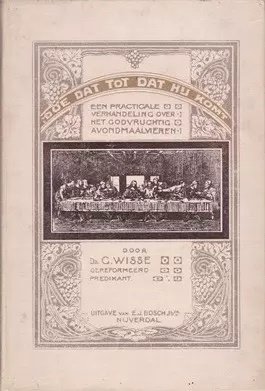 DOE DAT TOT DAT HIJ KOMT
EEN PRACTICALE
VERHANDELING OVER
HET GODVRUCHTIG
AVONDMAALVIEREN
DOOR
Ds. G. WISSE
GEREFORMEERD
PREDIKANT
UITGAVE VAN E.J. BOSCH JBZN
NIJVERDAL